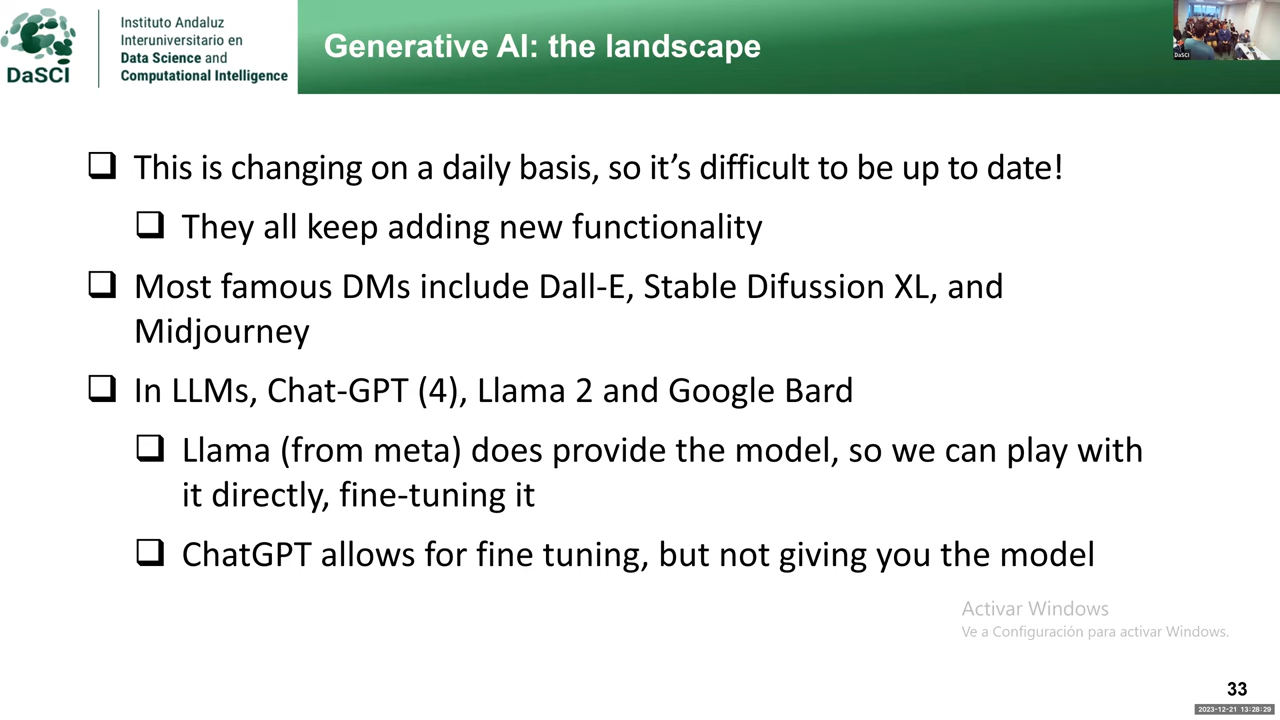 Instituto Andaluz
Interuniversitario en
Data Science and
Computational Intelligence
DaSCI
Generative AI: the landscape
DaSCI
❑ This is changing on a daily basis, so it’s difficult to be up to date!
❑ They all keep adding new functionality
❑ Most famous DMs include Dall-E, Stable Difussion XL, and
Midjourney
❑ In LLMs, Chat-GPT (4), Llama 2 and Google Bard
❑ Llama (from meta) does provide the model, so we can play with
it directly, fine-tuning it
❑ ChatGPT allows for fine tuning, but not giving you the model
Activar Windows
Ve a Configuración para activar Windows.
33
2023-12-21 13:28:29